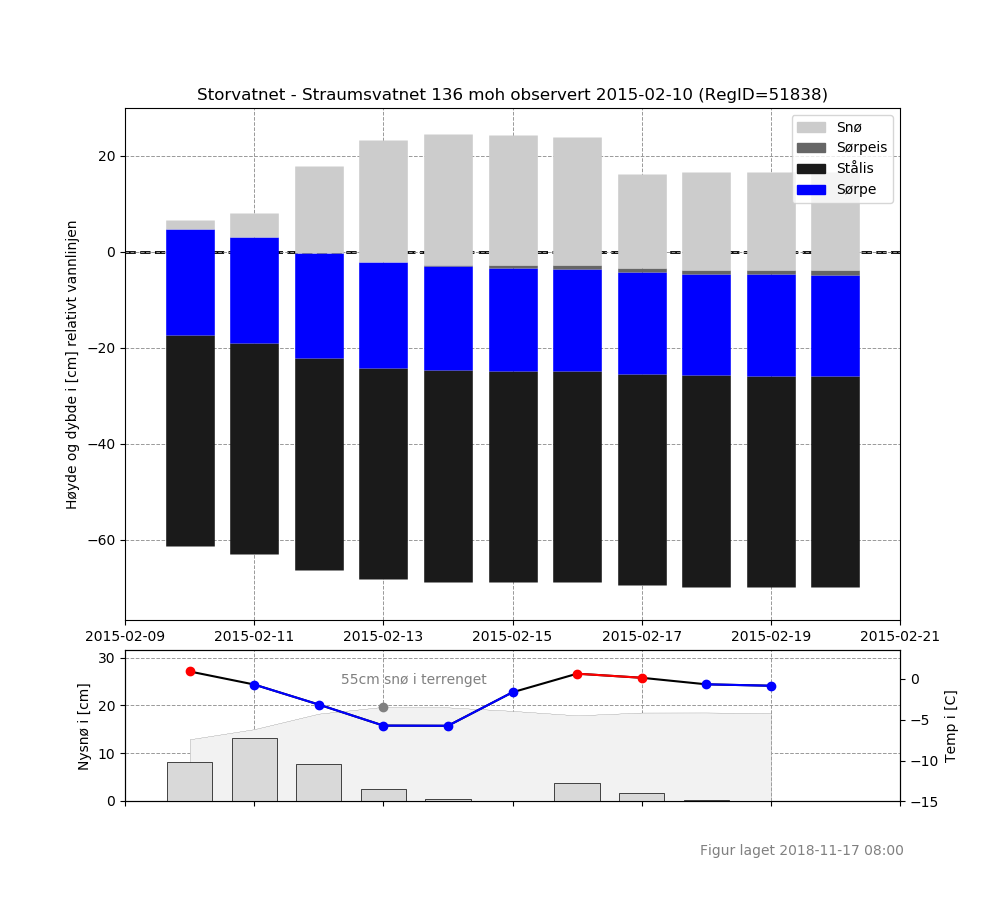 Storvatnet - Straumsvatnet 136 moh observert 2015-02-10 (RegID=51838)
Snø
Sørpeis
Stålis
Sørpe
Høyde og dybde i [cm] relativt vannlinjen
20
0
−20
−40
−60
2015-02-09 2015-02-11 2015-02-13 2015-02-15 2015-02-17 2015-02-19 2015-02-21
55cm snø i terrenget
Nysnø i [cm]
30
20
10
0
Temp i [C]
0
−5
−10
−15
Figur laget 2018-11-17 08:00